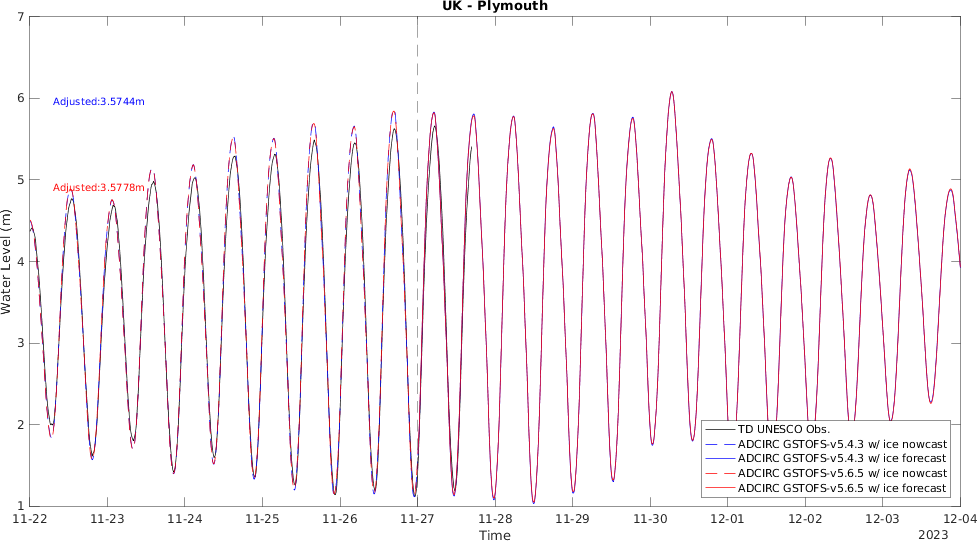 UK - Plymouth
7
6
5
4
3
2
1
Water Level (m)
Adjusted:3.5744m
Adjusted:3.5778m
TD UNESCO Obs.
ADCIRC GSTOFS-v5.4.3 w/ ice nowcast
ADCIRC GSTOFS-v5.4.3 w/ ice forecast
ADCIRC GSTOFS-v5.6.5 w/ ice nowcast
ADCIRC GSTOFS-v5.6.5 w/ ice forecast
11-22 11-23 11-24 11-25 11-26 11-27 11-28 11-29 11-30 12-01 12-02 12-03 12-04
Time
2023